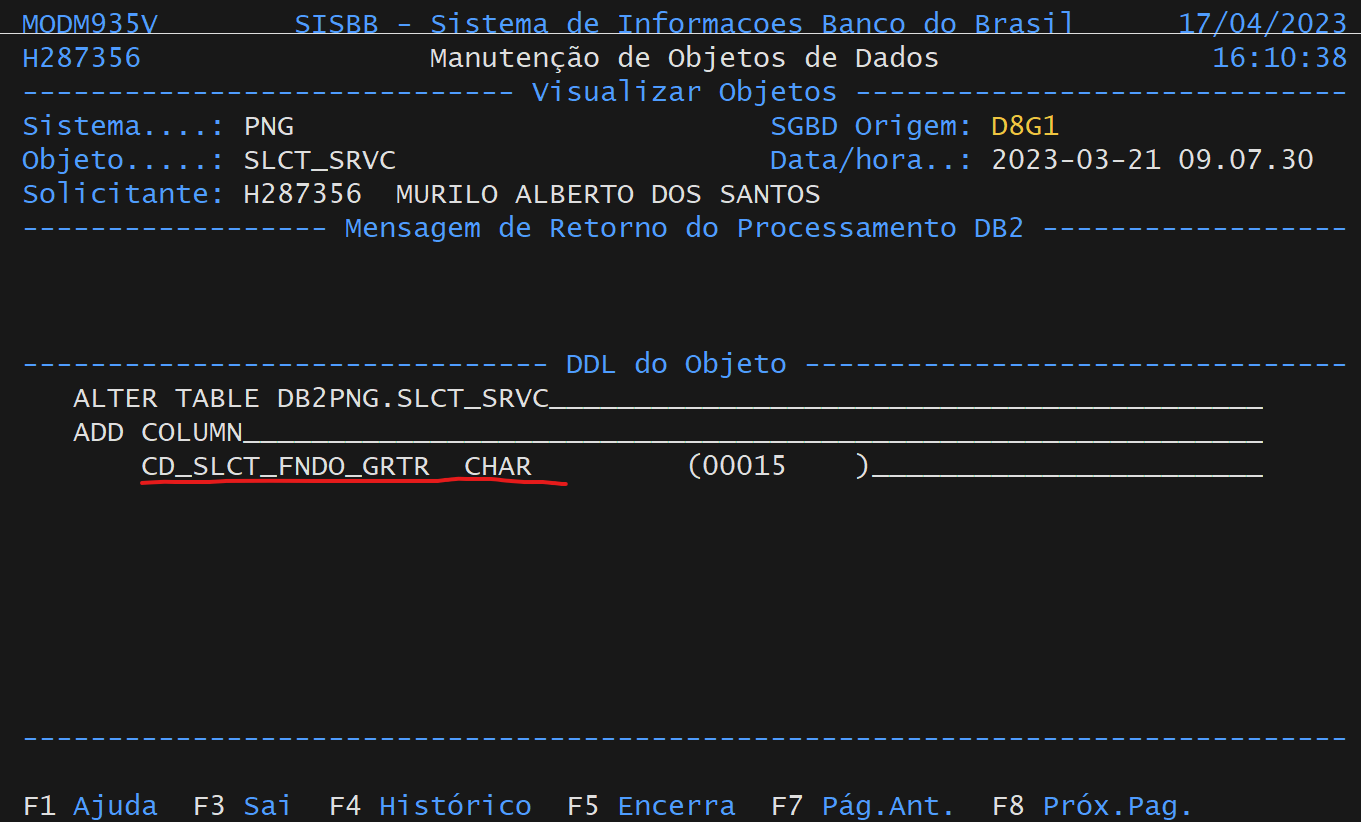 MODM935V SISBB - Sistema de Informacoes Banco do Brasil 17/04/2023
H287356 Manutenção de Objetos de Dados 16:10:38
----------------------------- Visualizar Objetos -----------------------------
Sistema....: PNG SGBD Origem: D8G1
Objeto.....: SLCT_SRVC Data/hora..: 2023-03-21 09.07.30
Solicitante: H287356 MURILO ALBERTO DOS SANTOS
------------------ Mensagem de Retorno do Processamento DB2 ------------------
------------------------------- DDL do Objeto --------------------------------
ALTER TABLE DB2PNG.SLCT_SRVC__________________________________________
ADD COLUMN____________________________________________________________
CD_SLCT_FNDO_GRTR CHAR (00015 )_______________________
------------------------------------------------------------------------------
F1 Ajuda F3 Sai F4 Histórico F5 Encerra F7 Pág.Ant. F8 Próx.Pag.